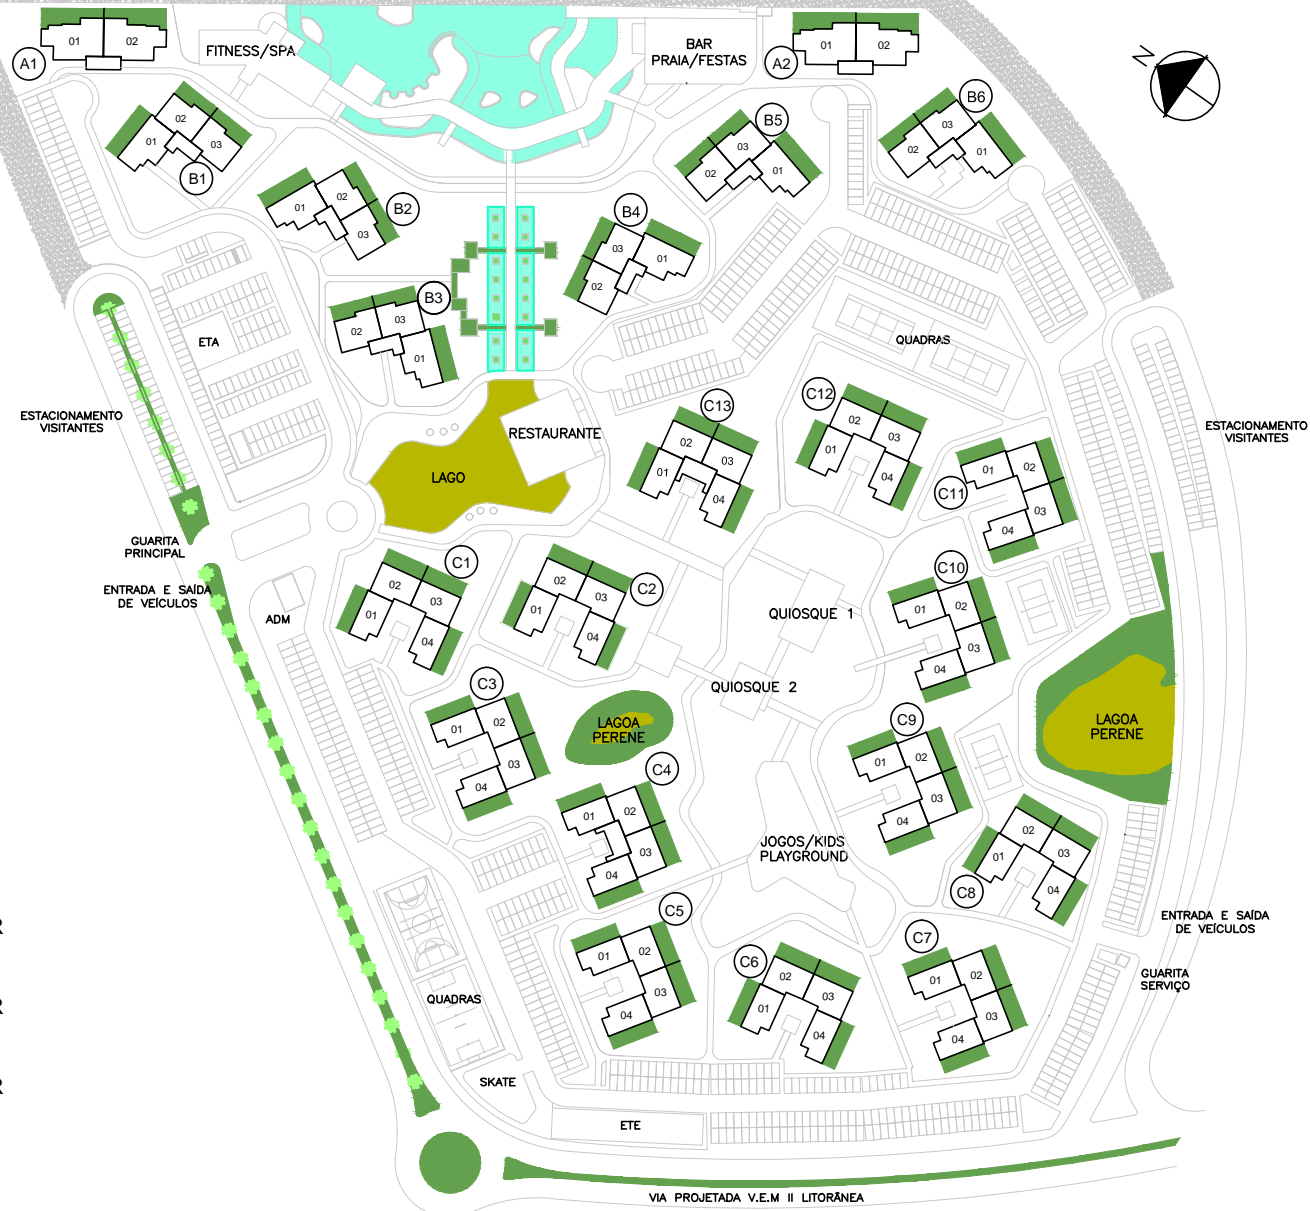 01
02
A1
FITNESS/SPA
BAR
PRAIA/FESTAS
01
02
A2
N
01
02
03
B1
01
02
03
B2
02
03
01
B3
03
01
02
B4
03
02
01
B5
03
02
01
B6
ETA
QUADRAS
ESTACIONAMENTO
VISITANTES
ESTACIONAMENTO
VISITANTES
RESTAURANTE
LAGO
C13
02
03
01
04
C12
02
03
01
04
C11
01
02
03
04
GUARITA
PRINCIPAL
ENTRADA E SAÍDA
DE VEÍCULOS
ADM
C1
02
03
01
04
C2
02
03
01
04
QUIOSQUE 1
QUIOSQUE 2
C10
01
02
03
04
C3
01
02
03
04
LAGOA
PERENE
LAGOA
PERENE
C9
01
02
03
04
C4
01
02
03
04
JOGOS/KIDS
PLAYGROUND
C8
02
03
01
04
C5
01
02
03
04
C6
02
03
01
04
C7
01
02
03
04
ENTRADA E SAÍDA
DE VEÍCULOS
GUARITA
SERVIÇO
R
R
R
QUADRAS
SKATE
ETE
VIA PROJETADA V.E.M II LITORÂNEA